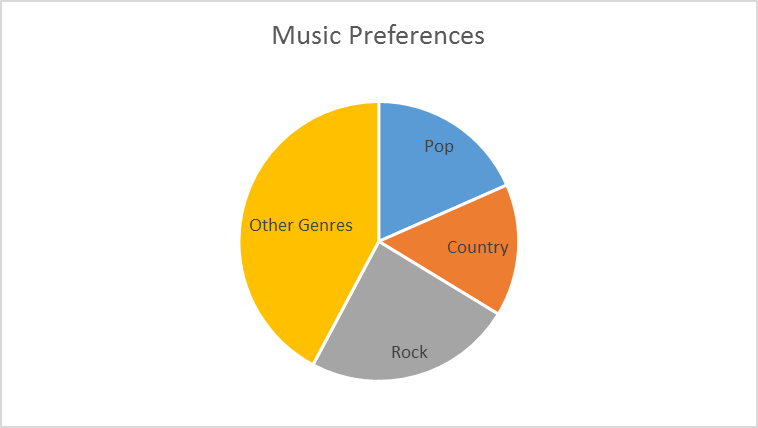 Music Preferences
Pop
Country
Rock
Other Genres